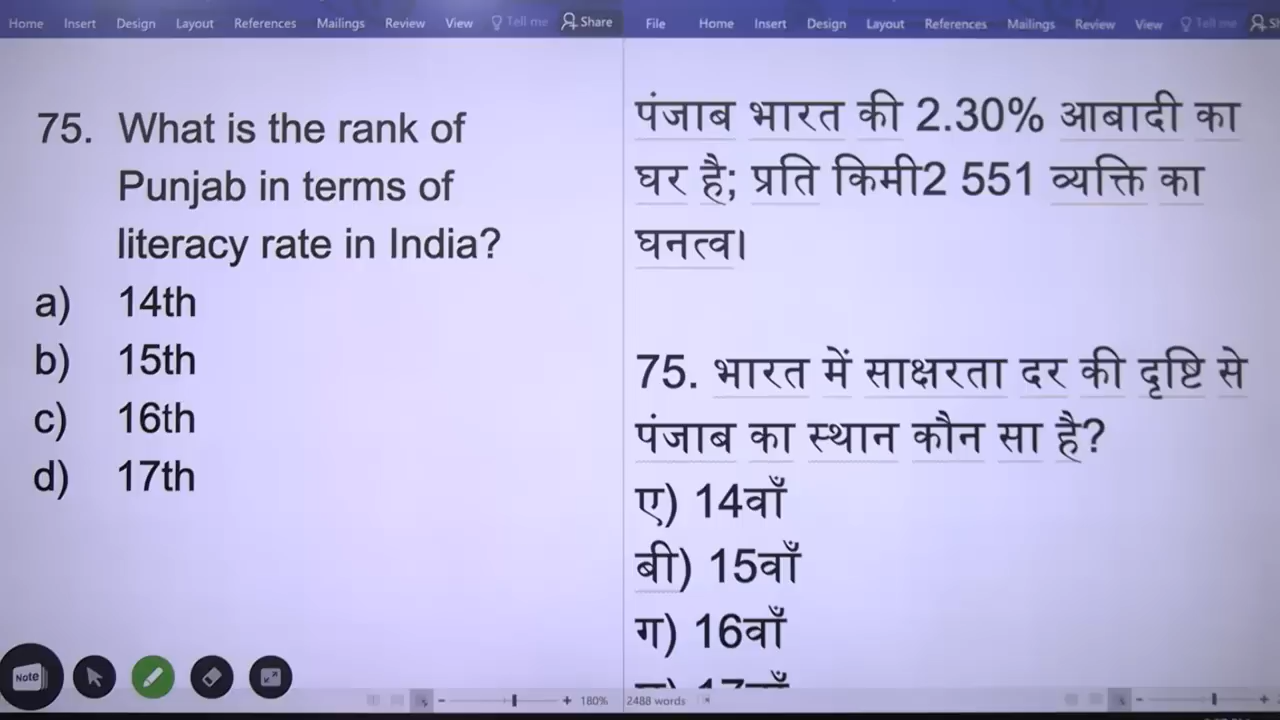 Home Insert Design Layout References Mailings Review View Tell me Share
File Home Insert Design Layout References Mailings Review View Tell me
75. What is the rank of
Punjab in terms of
literacy rate in India?
a) 14th
b) 15th
c) 16th
d) 17th
Note
180%
पंजाब भारत की 2.30% आबादी का
घर है; प्रति किमी2 551 व्यक्ति का
घनत्व।
75. भारत में साक्षरता दर की दृष्टि से
पंजाब का स्थान कौन सा है?
ए) 14वाँ
बी) 15वाँ
ग) 16वाँ
17वाँ
2488 words